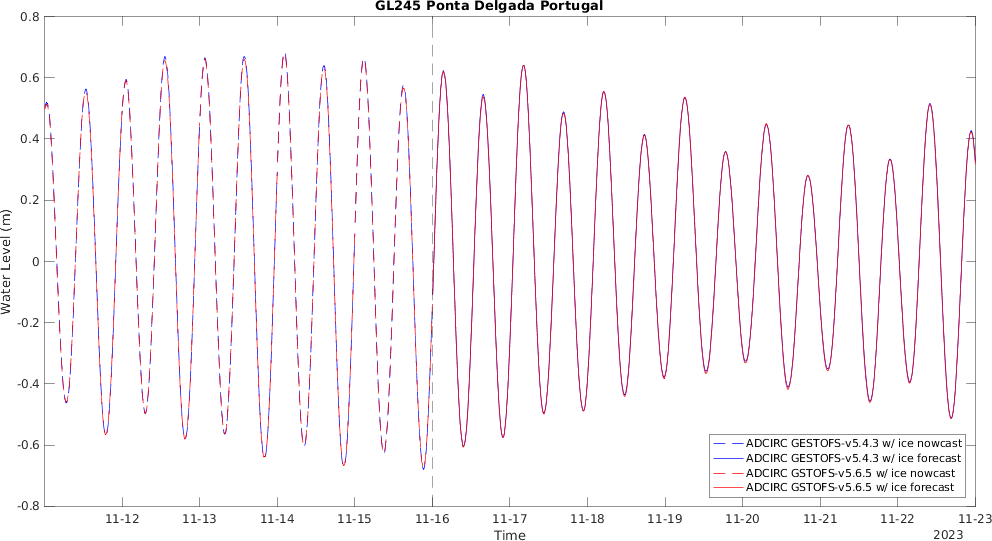 GL245 Ponta Delgada Portugal
0.8
0.6
0.4
0.2
0
-0.2
-0.4
-0.6
-0.8
Water Level (m)
ADCIRC GESTOFS-v5.4.3 w/ ice nowcast
ADCIRC GESTOFS-v5.4.3 w/ ice forecast
ADCIRC GSTOFS-v5.6.5 w/ ice nowcast
ADCIRC GSTOFS-v5.6.5 w/ ice forecast
11-12 11-13 11-14 11-15 11-16 11-17 11-18 11-19 11-20 11-21 11-22 11-23
Time
2023